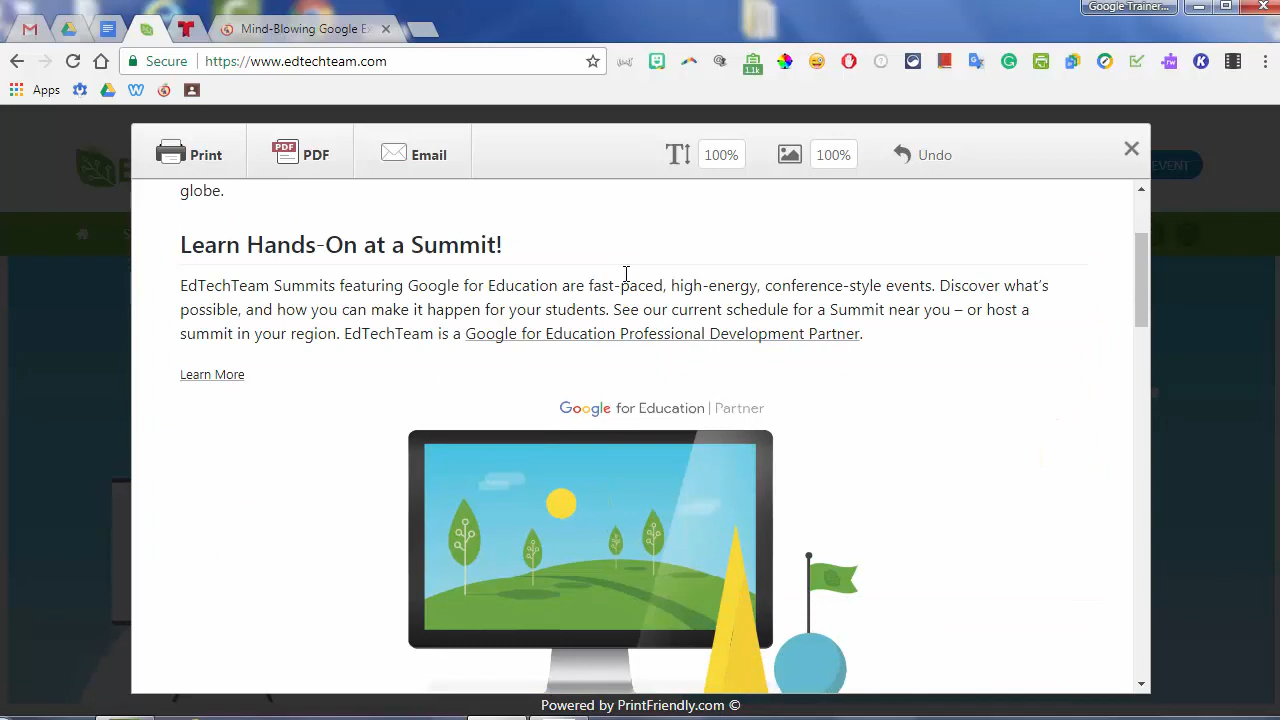 Google Trainer...
Mind-Blowing Google E
Secure https://www.edtechteam.com
1.1k
Apps
EVENT
Print PDF Email 100% 100% Undo
globe.
Learn Hands-On at a Summit!
EdTechTeam Summits featuring Google for Education are fast-paced, high-energy, conference-style events. Discover what's
possible, and how you can make it happen for your students. See our current schedule for a Summit near you – or host a
summit in your region. EdTechTeam is a Google for Education Professional Development Partner.
Learn More
Google for Education | Partner
Powered by PrintFriendly.com ©